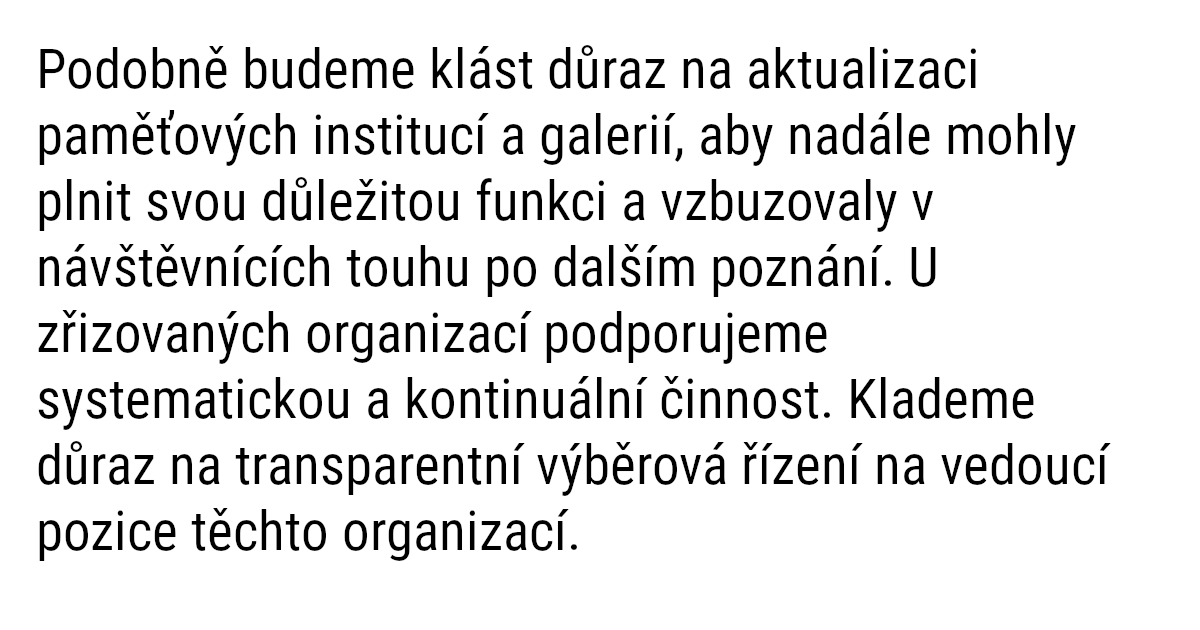 Podobně budeme klást důraz na aktualizaci
paměťových institucí a galerií, aby nadále mohly
plnit svou důležitou funkci a vzbuzovaly v
návštěvnících touhu po dalším poznání. U
zřizovaných organizací podporujeme
systematickou a kontinuální činnost. Klademe
důraz na transparentní výběrová řízení na vedoucí
pozice těchto organizací.